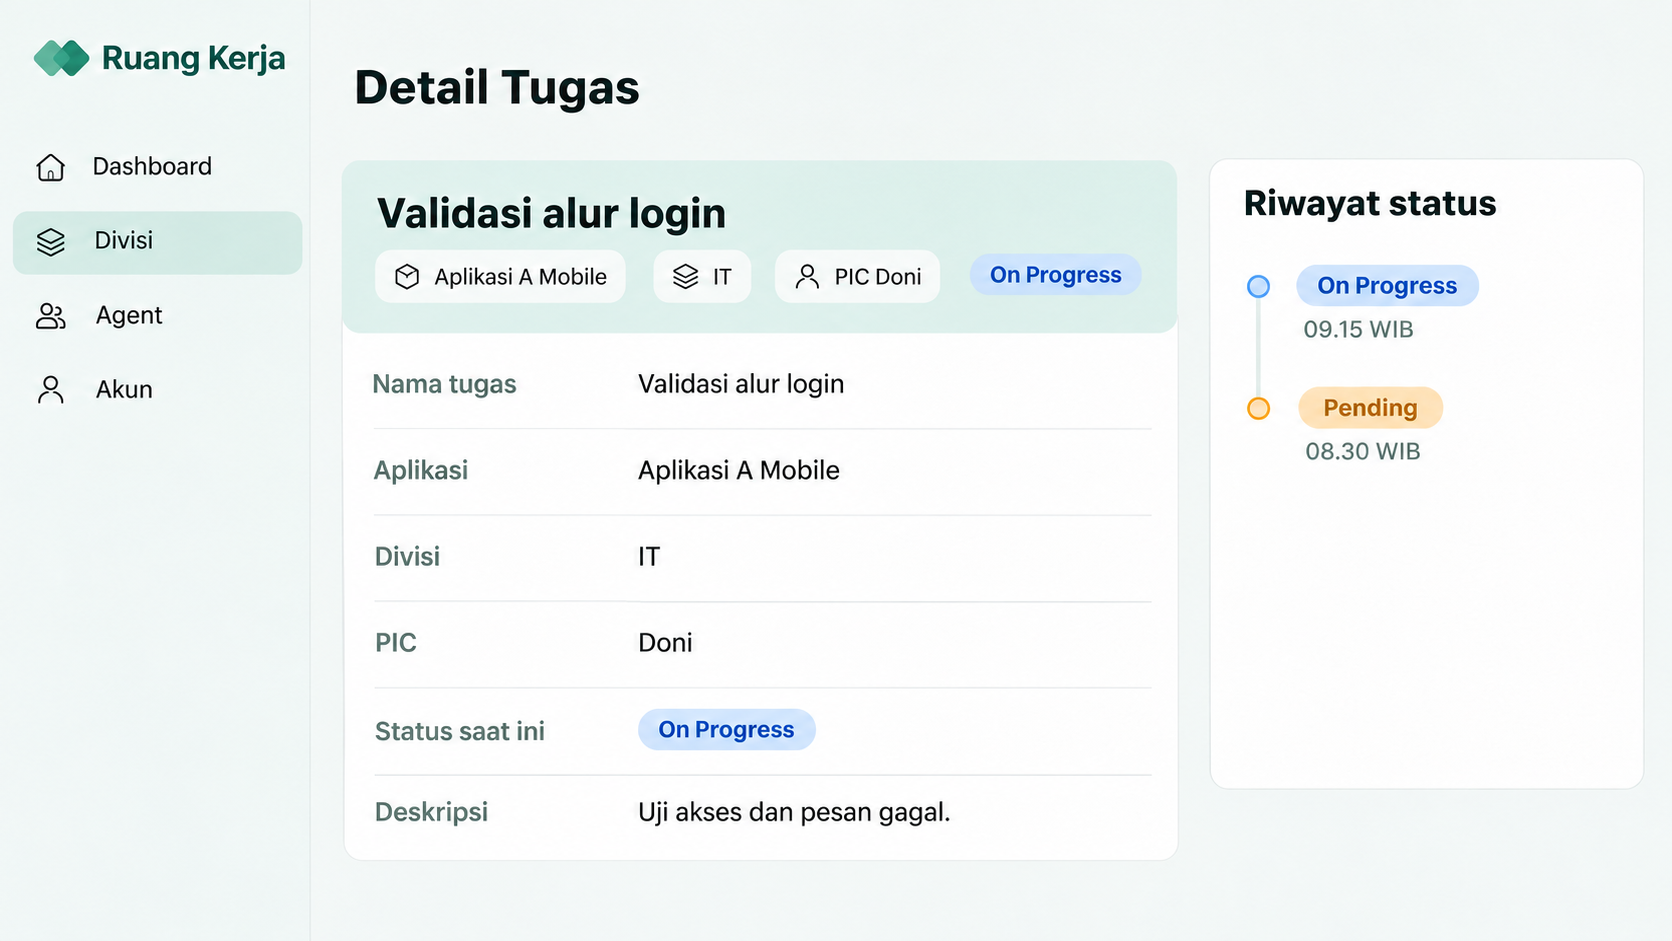 Ruang Kerja
Dashboard
Divisi
Agent
Akun
Detail Tugas
Validasi alur login
Aplikasi A Mobile
IT
PIC Doni
On Progress
Nama tugas
Validasi alur login
Aplikasi
Aplikasi A Mobile
Divisi
IT
PIC
Doni
Status saat ini
On Progress
Deskripsi
Uji akses dan pesan gagal.
Riwayat status
On Progress
09.15 WIB
Pending
08.30 WIB